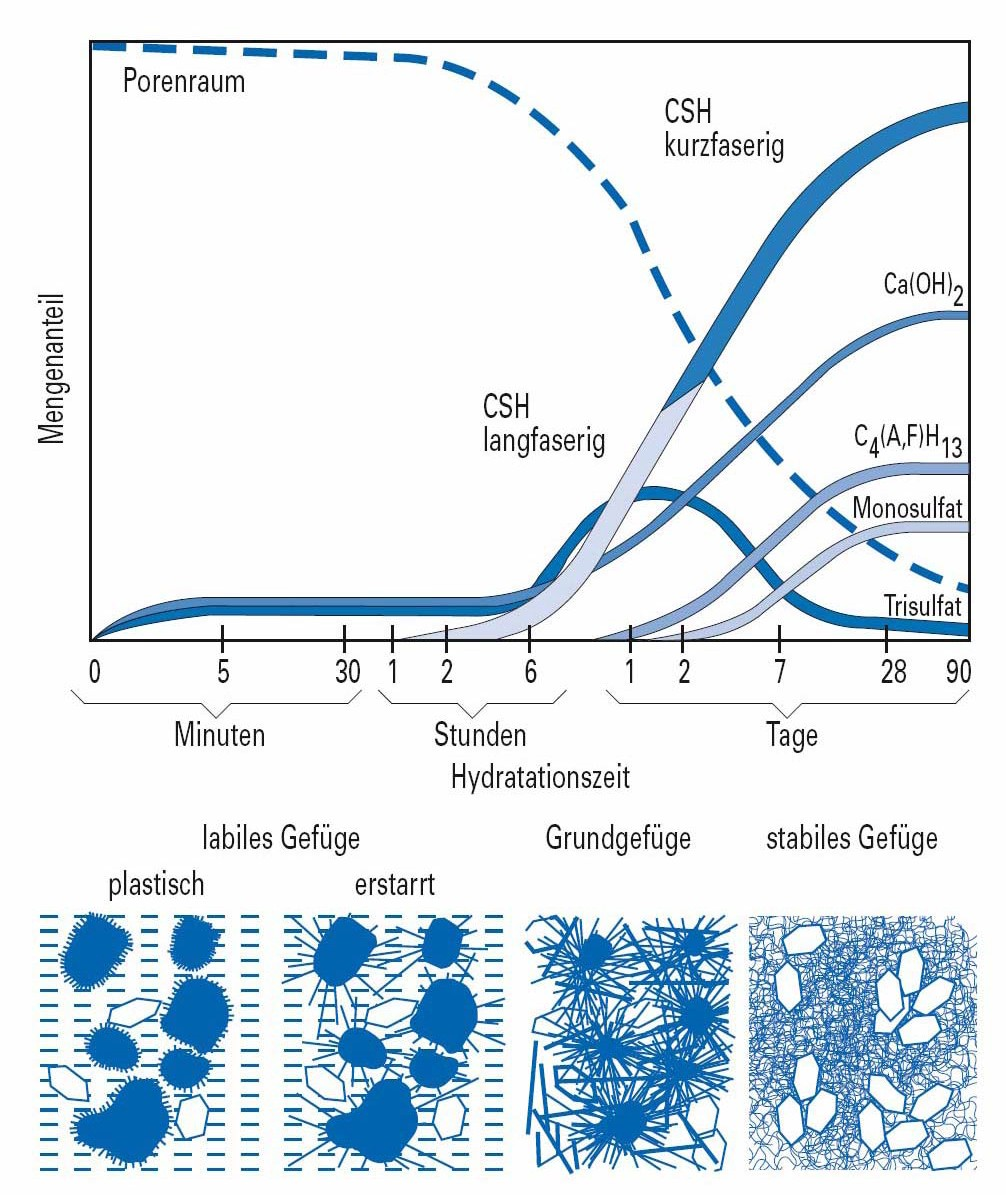 Porenraum
CSH
kurzfaserig
Ca(OH)2
CSH
langfaserig
C4(A,F)H13
Monosulfat
Trisulfat
Mengenanteil
0 5 30 1 2 6 1 2 7 28 90
Minuten Stunden Tage
Hydratationszeit
labiles Gefüge Grundgefüge stabiles Gefüge
plastisch erstarrt